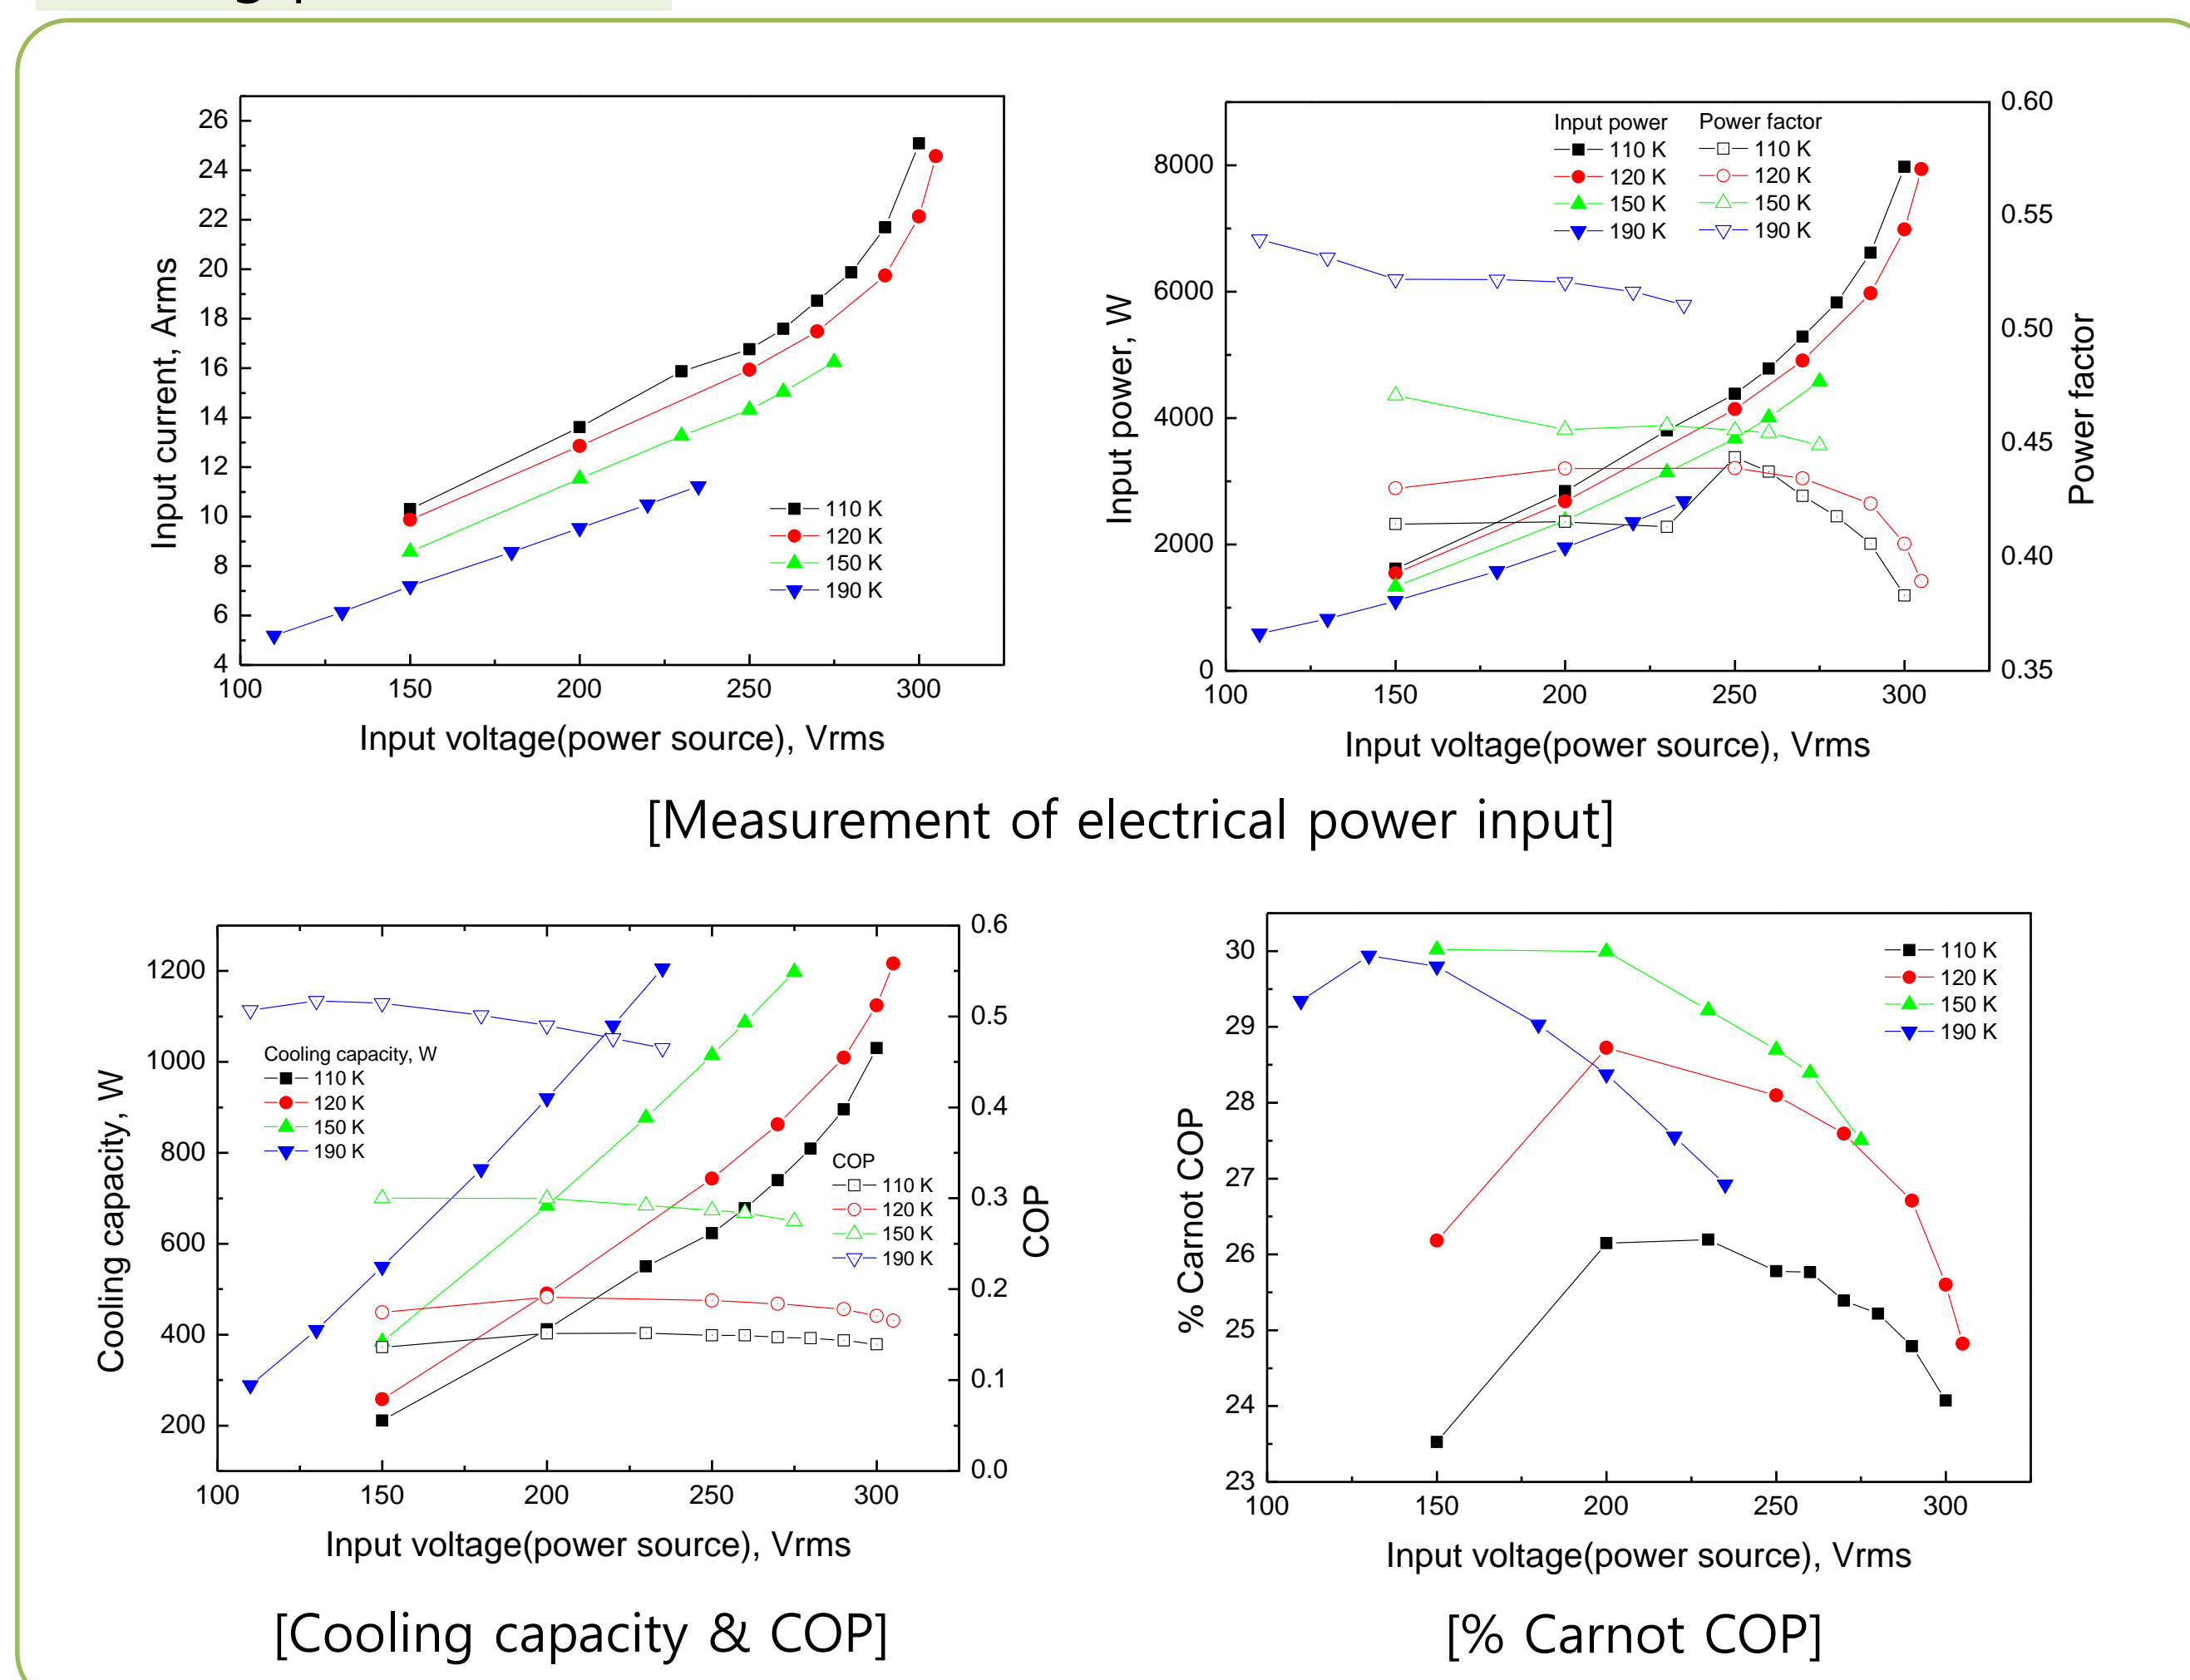 26
24
22
20
18
16
14
12
10
8
6
4
100 150 200 250 300
Input current, Arms
Input voltage(power source), Vrms
110 K
120 K
150 K
190 K
8000
6000
4000
2000
0
100 150 200 250 300
0.60
0.55
0.50
0.45
0.40
0.35
Input power, W
Power factor
Input voltage(power source), Vrms
Input power Power factor
110 K 110 K
120 K 120 K
150 K 150 K
190 K 190 K
[Measurement of electrical power input]
1200
1000
800
600
400
200
100 150 200 250 300
0.6
0.5
0.4
0.3
0.2
0.1
0.0
Cooling capacity, W
COP
Input voltage(power source), Vrms
Cooling capacity, W
110 K
120 K
150 K
190 K
COP
110 K
120 K
150 K
190 K
[Cooling capacity & COP]
30
29
28
27
26
25
24
23
100 150 200 250 300
% Carnot COP
Input voltage(power source), Vrms
110 K
120 K
150 K
190 K
[% Carnot COP]